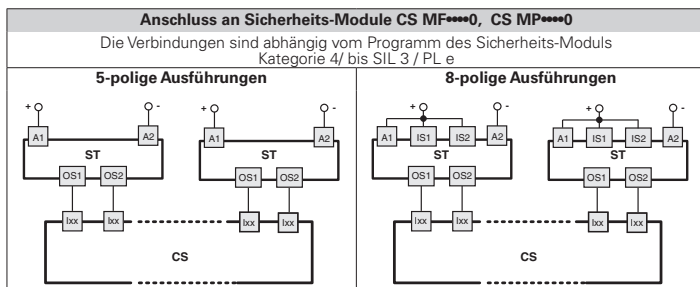 Anschluss an Sicherheits-Module CS MF••••0, CS MP••••0
Die Verbindungen sind abhängig vom Programm des Sicherheits-Moduls
Kategorie 4/ bis SIL 3 / PL e
5-polige Ausführungen
8-polige Ausführungen
+ - + -
A1 A2 A1 A2
ST ST
OS1 OS2 OS1 OS2
Ixx Ixx Ixx Ixx
CS
+ - + -
A1 IS1 IS2 A2 A1 IS1 IS2 A2
ST ST
OS1 OS2 OS1 OS2
Ixx Ixx Ixx Ixx
CS